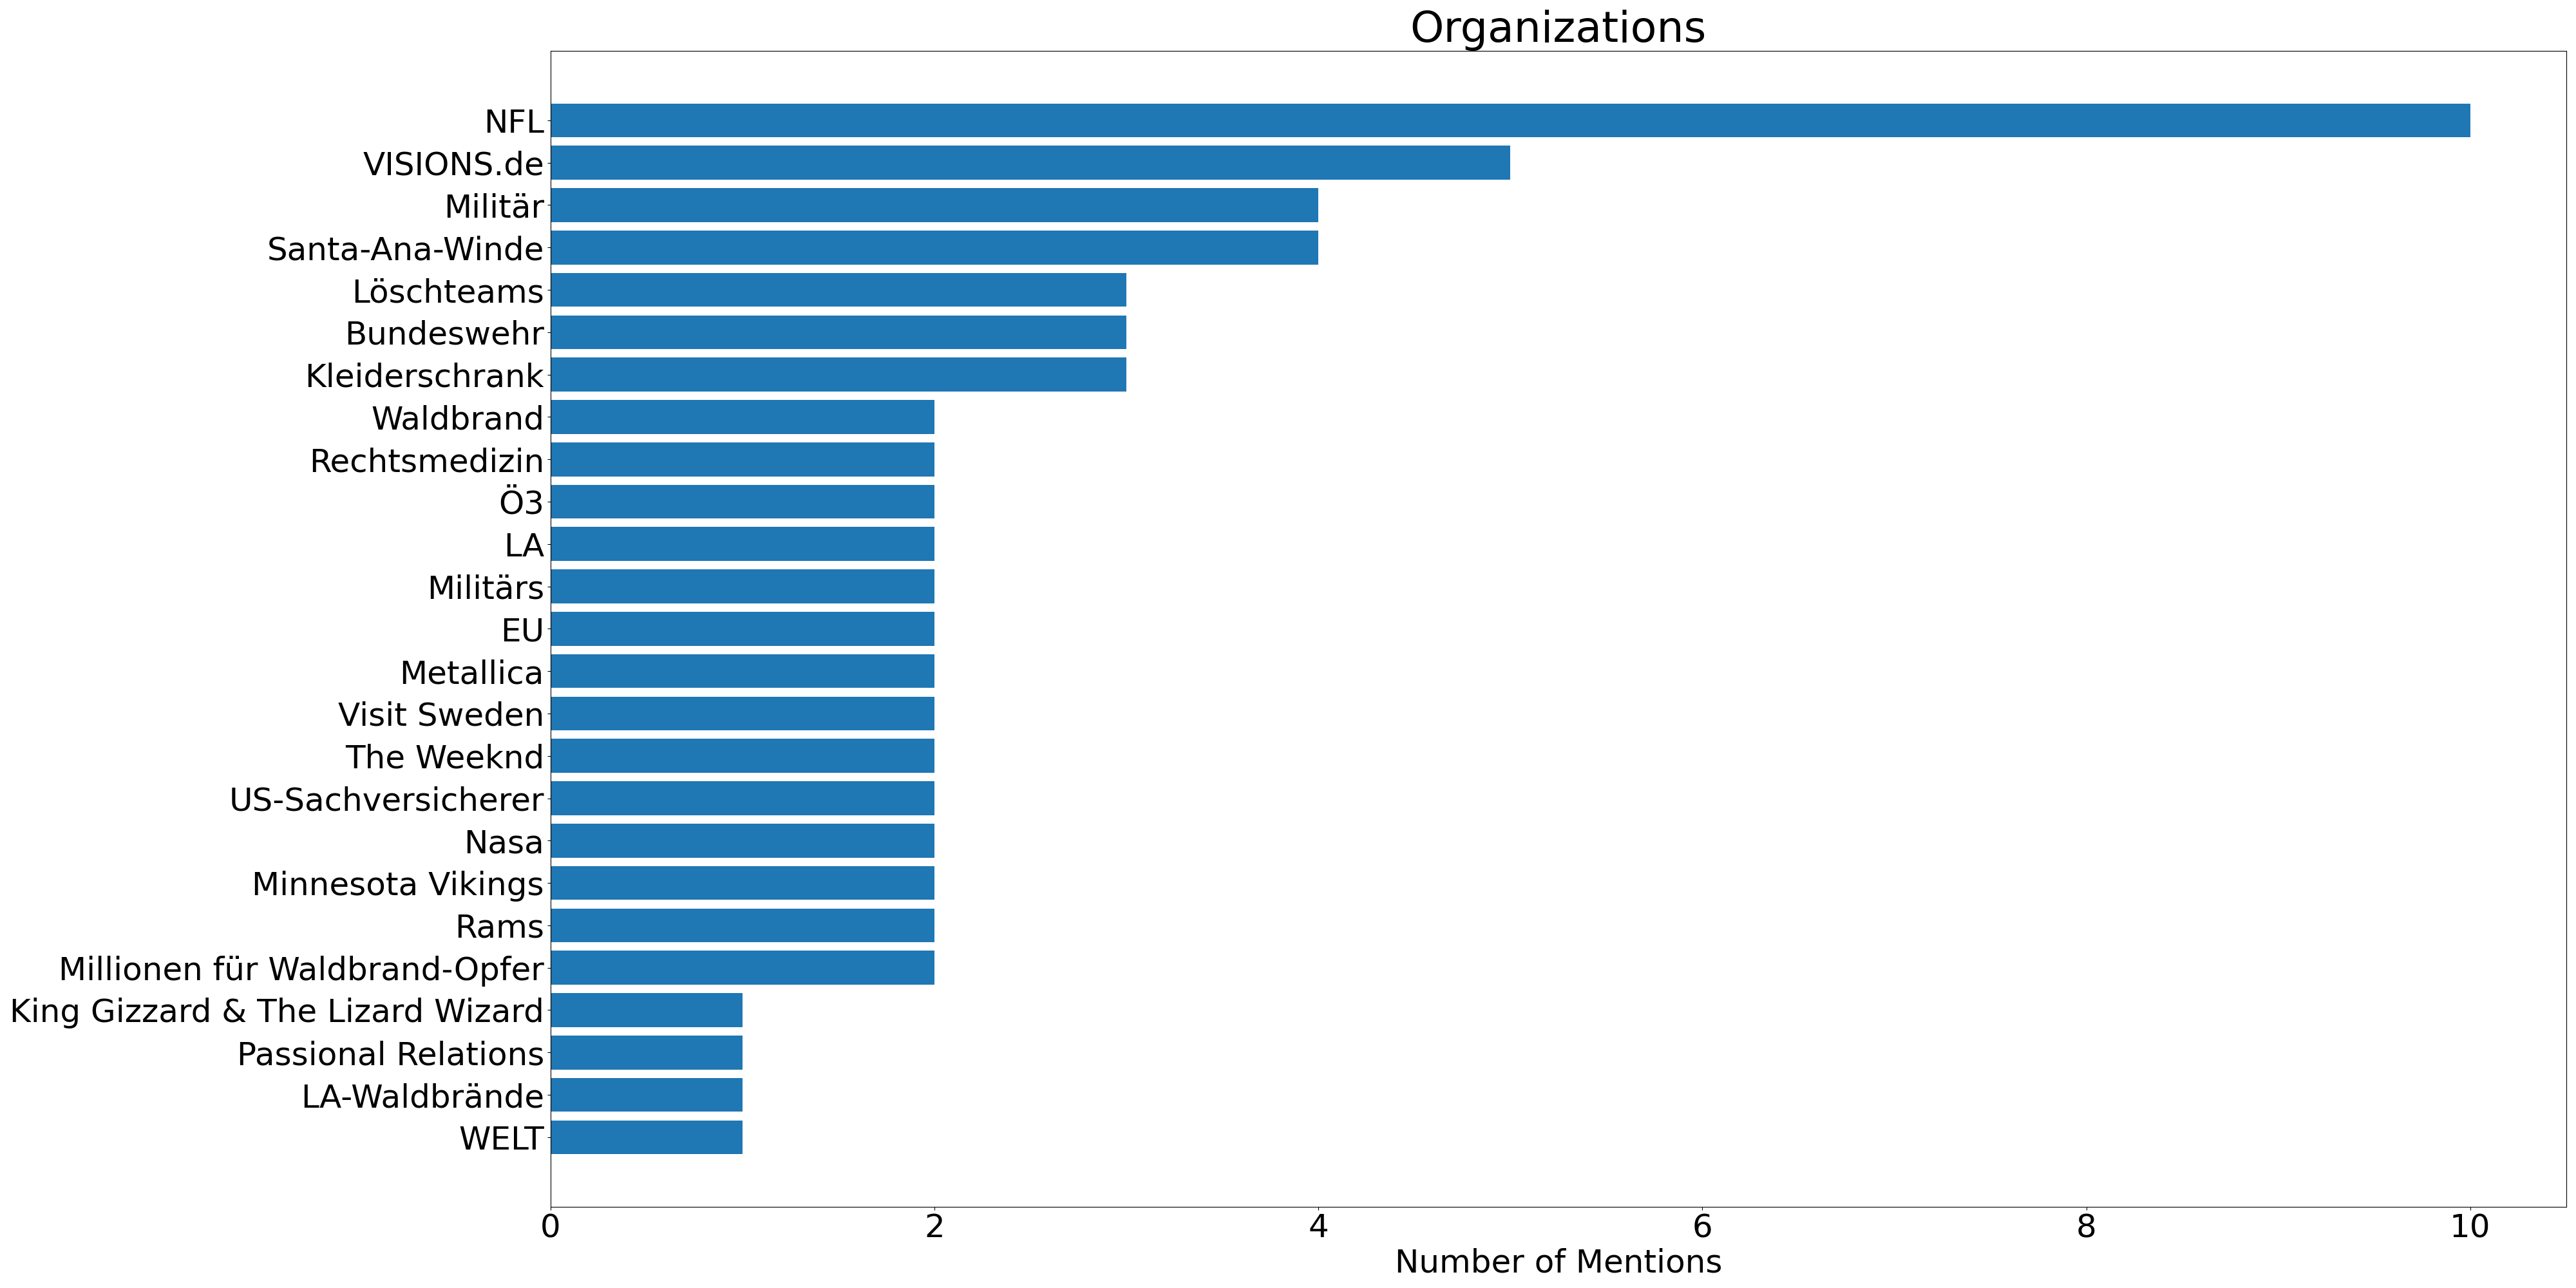 Organizations
NFL
VISIONS.de
Militär
Santa-Ana-Winde
Löschteams
Bundeswehr
Kleiderschrank
Waldbrand
Rechtsmedizin
Ö3
LA
Militärs
EU
Metallica
Visit Sweden
The Weeknd
US-Sachversicherer
Nasa
Minnesota Vikings
Rams
Millionen für Waldbrand-Opfer
King Gizzard & The Lizard Wizard
Passional Relations
LA-Waldbrände
WELT
0 2 4 6 8 10
Number of Mentions